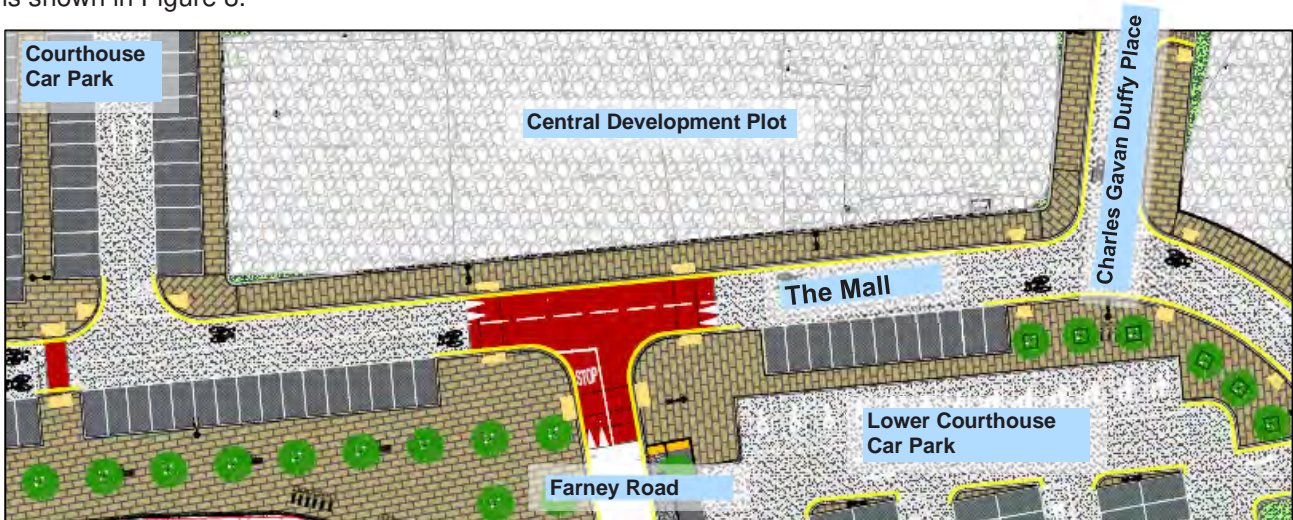 is shown in Figure 8.
Courthouse
Car Park
Central Development Plot
Charles Gavan Duffy Place
The Mall
STOP
Lower Courthouse
Car Park
Farney Road